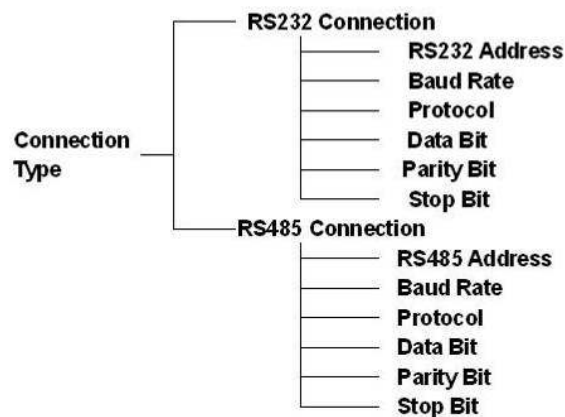 RS232 Connection
RS232 Address
Baud Rate
Protocol
Data Bit
Parity Bit
Stop Bit
Connection
Type
RS485 Connection
RS485 Address
Baud Rate
Protocol
Data Bit
Parity Bit
Stop Bit